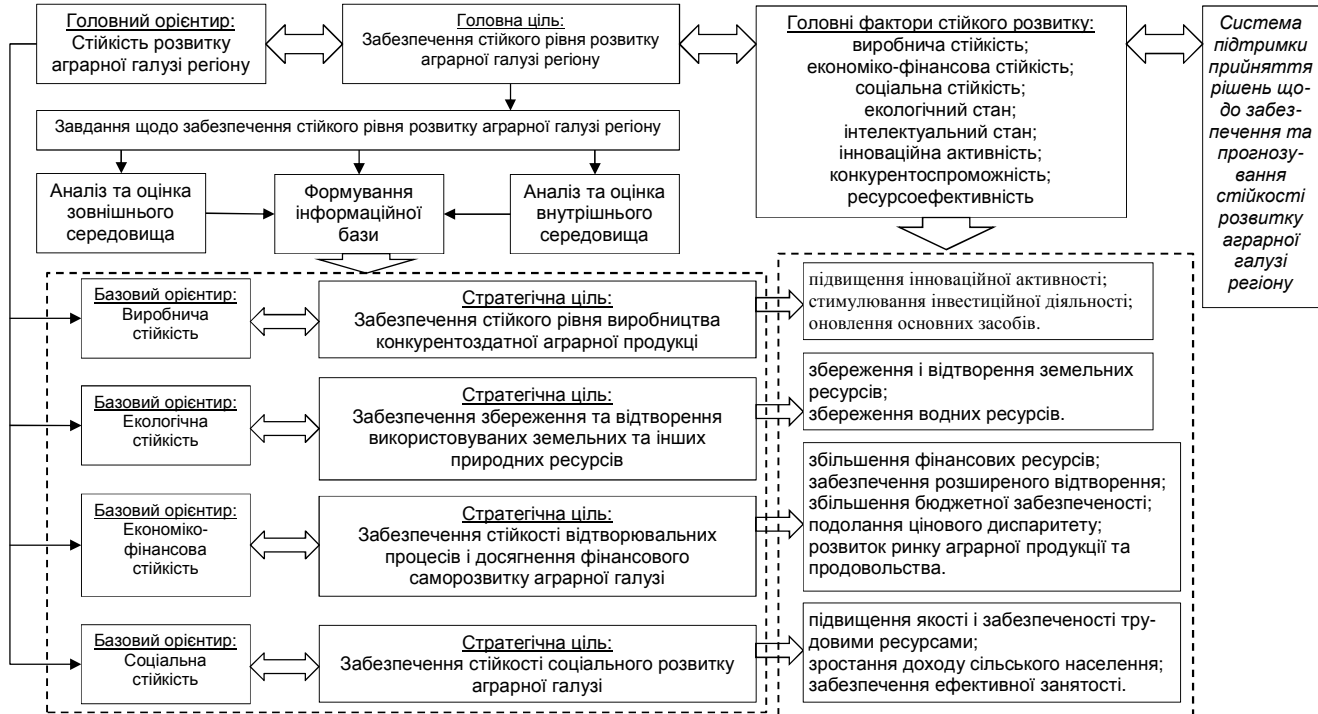 Головний орієнтир:
Стійкість розвитку
аграрної галузі регіону
Головна ціль:
Забезпечення стійкого рівня розвитку
аграрної галузі регіону
Головні фактори стійкого розвитку:
виробнича стійкість;
економіко-фінансова стійкість;
соціальна стійкість;
екологічний стан;
інтелектуальний стан;
інноваційна активність;
конкурентоспроможність;
ресурсоефективність
Система
підтримки
прийняття
рішень що-
до забез-
печення та
прогнозу-
вання
стійкості
розвитку
аграрної
галузі
регіону
Завдання щодо забезпечення стійкого рівня розвитку аграрної галузі регіону
Аналіз та оцінка
зовнішнього
середовища
Формування
інформаційної
бази
Аналіз та оцінка
внутрішнього
середовища
Базовий орієнтир:
Виробнича
стійкість
Стратегічна ціль:
Забезпечення стійкого рівня виробництва
конкурентоздатної аграрної продукці
підвищення інноваційної активності;
стимулювання інвестиційної діяльності;
оновлення основних засобів.
Базовий орієнтир:
Екологічна
стійкість
Стратегічна ціль:
Забезпечення збереження та відтворення
використовуваних земельних та інших
природних ресурсів
збереження і відтворення земельних
ресурсів;
збереження водних ресурсів.
Базовий орієнтир:
Економіко-
фінансова
стійкість
Стратегічна ціль:
Забезпечення стійкості відтворювальних
процесів і досягнення фінансового
саморозвитку аграрної галузі
збільшення фінансових ресурсів;
забезпечення розширеного відтворення;
збільшення бюджетної забезпеченості;
подолання цінового диспаритету;
розвиток ринку аграрної продукції та
продовольства.
Базовий орієнтир:
Соціальна
стійкість
Стратегічна ціль:
Забезпечення стійкості соціального розвитку
аграрної галузі
підвищення якості і забезпеченості тру-
довими ресурсами;
зростання доходу сільського населення;
забезпечення ефективної занятості.